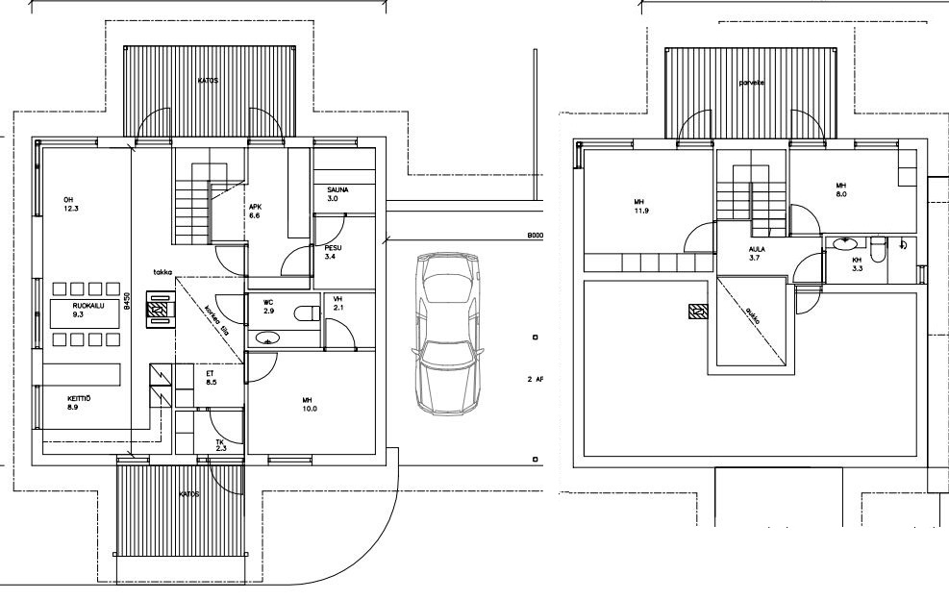 KATOS
OH
12.3
APK
6.6
SAUNA
3.0
PESU
3.4
takka
korkea tila
RUOKAILU
9.3
8450
WC
2.9
VH
2.1
ET
8.5
KEITTIÖ
8.9
MH
10.0
TK
2.3
KATOS
8000
2 AP
parveke
MH
11.9
MH
8.0
AULA
3.7
KH
3.3
aukko